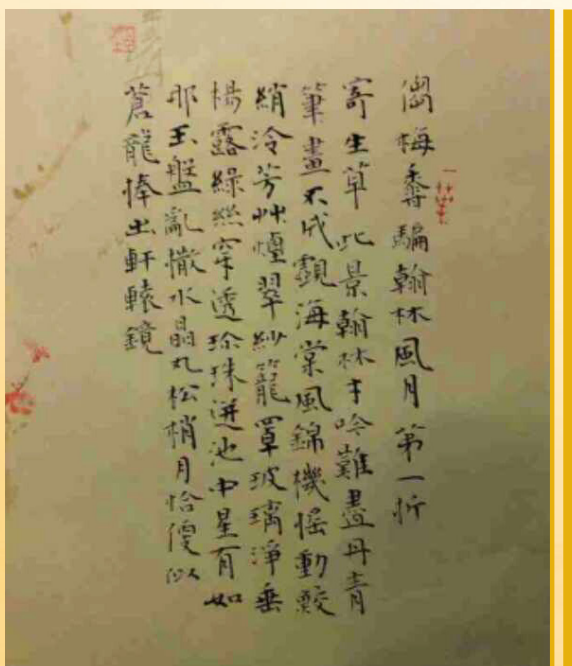 㑳梅香騙翰林風月第一折
寄生草 此景翰林才吟難盡丹青
筆畫不成覷海棠風錦機搖動鮫
綃冷芳艸煙翠紗籠罩玻璃淨垂
楊露綠絲穿透珍珠迸池中星有如
那玉盤亂撒水晶丸松梢月恰便似
蒼龍捧出軒轅鏡